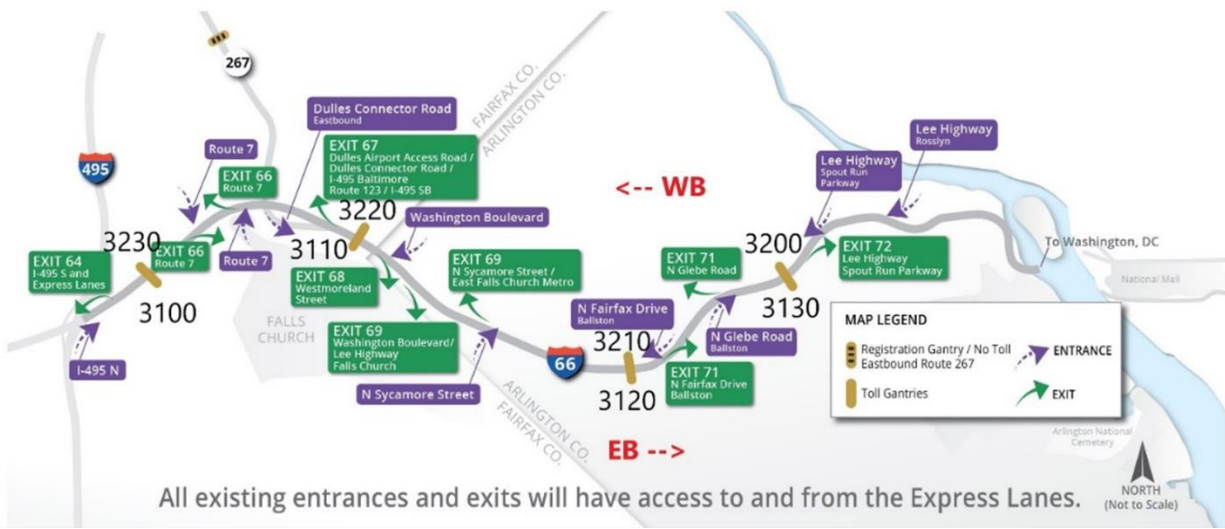 267
FAIRFAX CO.
ARLINGTON CO.
Dulles Connector Road
Eastbound
Lee Highway
Rosslyn
495
Route 7
EXIT 66
Route 7
EXIT 67
Dulles Airport Access Road /
Dulles Connector Road /
I-495 Baltimore
Route 123 / I-495 SB
<-- WB
Lee Highway
Spout Run
Parkway
3220
Washington Boulevard
3230
EXIT 66
Route 7
Route 7
3110
3200
EXIT 72
Lee Highway
Spout Run Parkway
To Washington, DC
EXIT 64
I-495 S and
Express Lanes
EXIT 68
Westmoreland
Street
EXIT 69
N Sycamore Street /
East Falls Church Metro
EXIT 71
N Glebe Road
National Mall
3100
3130
FALLS
CHURCH
EXIT 69
Washington Boulevard/
Lee Highway
Falls Church
N Fairfax Drive
Ballston
3210
N Glebe Road
Ballston
MAP LEGEND
Registration Gantry / No Toll
Eastbound Route 267
ENTRANCE
Toll Gantries
EXIT
I-495 N
N Sycamore Street
66
3120
EXIT 71
N Fairfax Drive
Ballston
ARLINGTON CO.
FAIRFAX CO.
EB -->
Arlington National
Cemetery
All existing entrances and exits will have access to and from the Express Lanes.
NORTH
(Not to Scale)